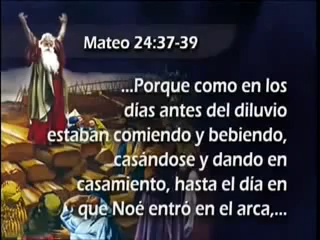 Mateo 24:37-39
...Porque como en los
días antes del diluvio
estaban comiendo y bebiendo,
casándose y dando en
casamiento, hasta el día en
que Noé entró en el arca,...